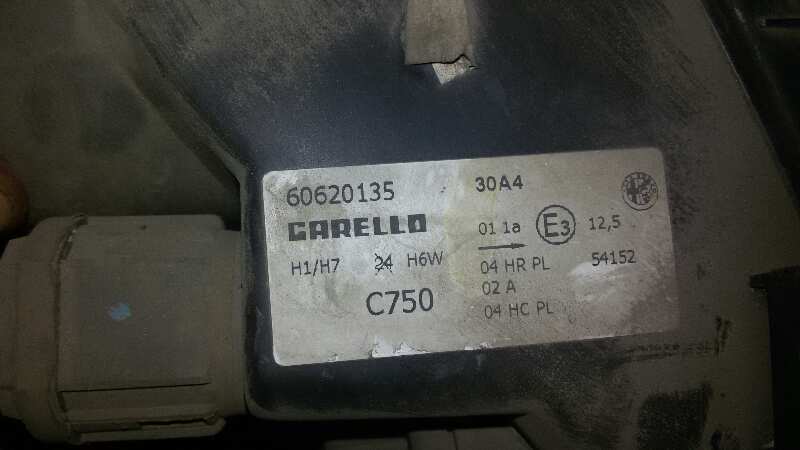 60620135 30A4
CARELLO 01 1a E3 12,5
H1/H7 24 H6W 04 HR PL 54152
C750 02 A
04 HC PL